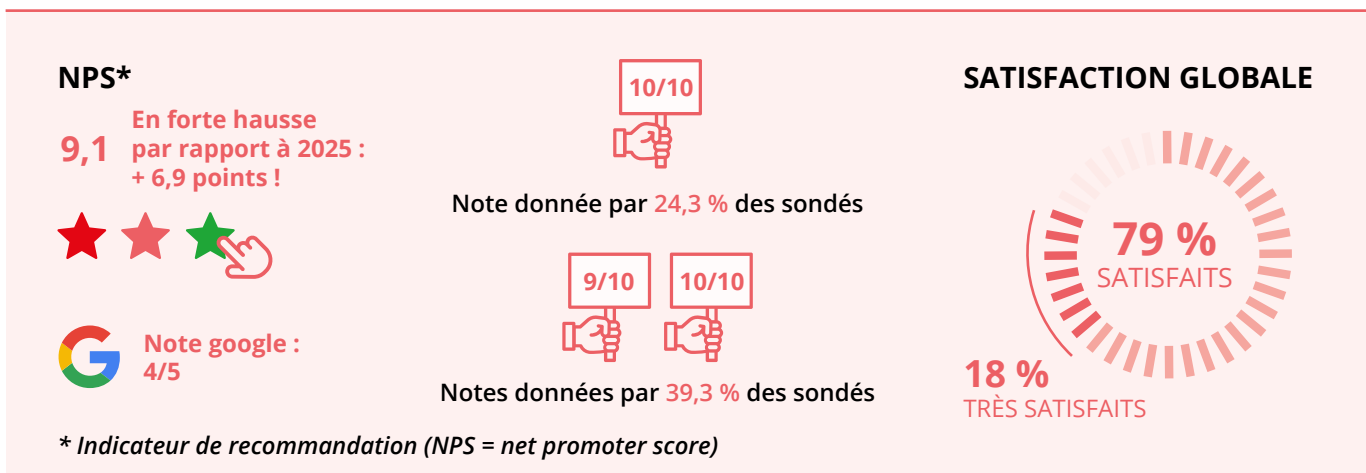 NPS*
9,1
En forte hausse
par rapport à 2025 :
+ 6,9 points !
Note google :
4/5
10/10
Note donnée par 24,3 % des sondés
9/10
10/10
Notes données par 39,3 % des sondés
SATISFACTION GLOBALE
79 %
SATISFAITS
18 %
TRÈS SATISFAITS
* Indicateur de recommandation (NPS = net promoter score)